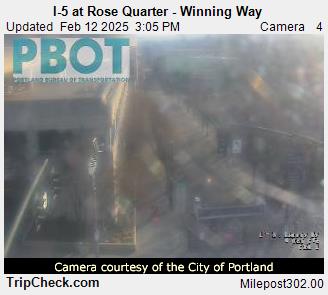 I-5 at Rose Quarter - Winning Way
Updated Feb 12 2025 3:05 PM Camera 4
PBOT
PORTLAND BUREAU OF TRANSPORTATION
Camera courtesy of the City of Portland
TripCheck.com Milepost302.00